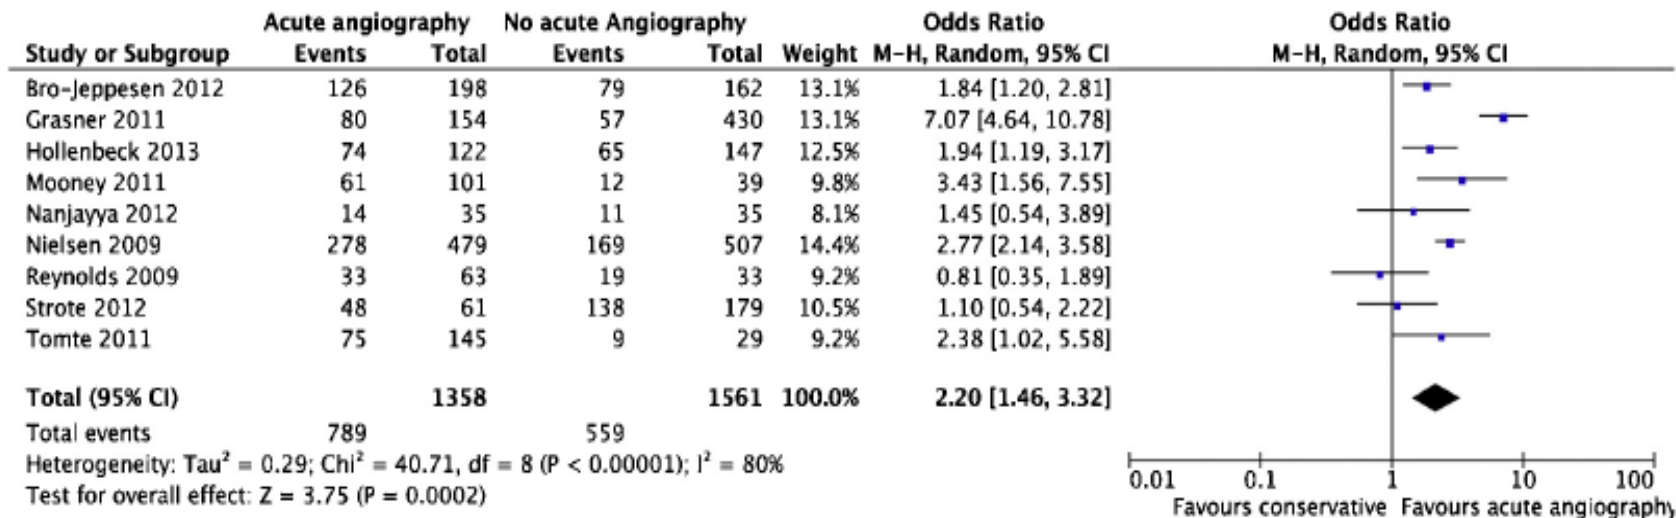 Acute angiography No acute Angiography Odds Ratio Odds Ratio
Study or Subgroup Events Total Events Total Weight M-H, Random, 95% CI M-H, Random, 95% CI
Bro-Jeppesen 2012 126 198 79 162 13.1% 1.84 [1.20, 2.81]
Grasner 2011 80 154 57 430 13.1% 7.07 [4.64, 10.78]
Hollenbeck 2013 74 122 65 147 12.5% 1.94 [1.19, 3.17]
Mooney 2011 61 101 12 39 9.8% 3.43 [1.56, 7.55]
Nanjayya 2012 14 35 11 35 8.1% 1.45 [0.54, 3.89]
Nielsen 2009 278 479 169 507 14.4% 2.77 [2.14, 3.58]
Reynolds 2009 33 63 19 33 9.2% 0.81 [0.35, 1.89]
Strote 2012 48 61 138 179 10.5% 1.10 [0.54, 2.22]
Tomte 2011 75 145 9 29 9.2% 2.38 [1.02, 5.58]
Total (95% CI) 1358 1561 100.0% 2.20 [1.46, 3.32]
Total events 789 559
Heterogeneity: Tau² = 0.29; Chi² = 40.71, df = 8 (P < 0.00001); I² = 80%
Test for overall effect: Z = 3.75 (P = 0.0002)
0.01 0.1 1 10 100
Favours conservative Favours acute angiography